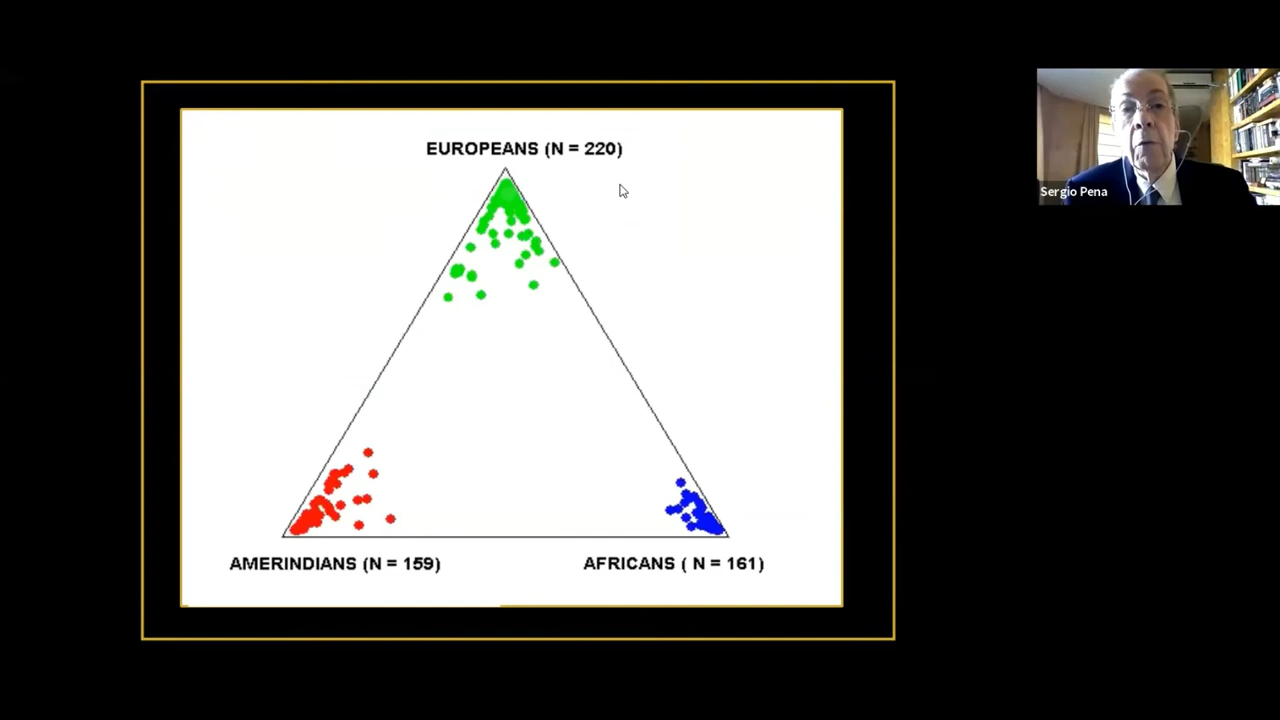 EUROPEANS (N = 220)
Sergio Pena
AMERINDIANS (N = 159)
AFRICANS ( N = 161)